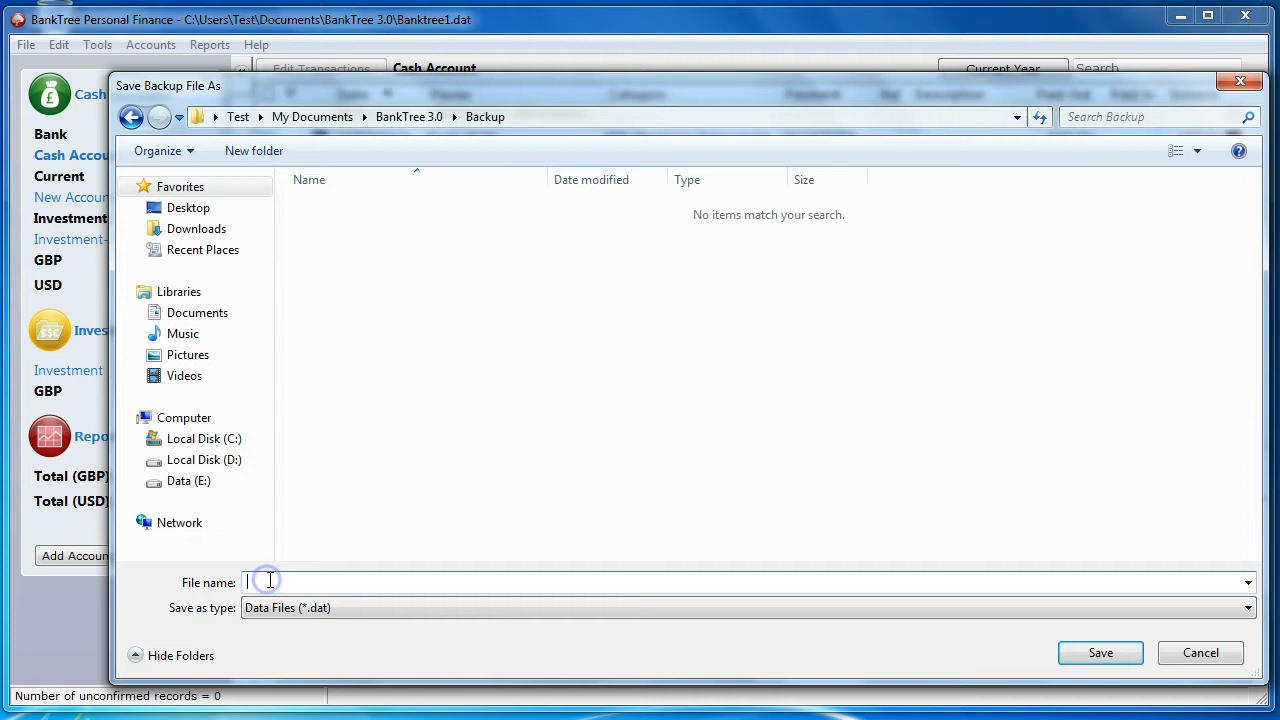 BankTree Personal Finance - C:\Users\Test\Documents\BankTree 3.0\Banktree1.dat
File Edit Tools Accounts Reports Help
Edit Transactions Cash Account Current Year Search
Cash
Save Backup File As
Test My Documents BankTree 3.0 Backup Search Backup
Bank
Organize New folder
Cash Accou
Current
Favorites Name Date modified Type Size
New Accoun
Desktop No items match your search.
Investment
Downloads
Investment-
Recent Places
GBP
USD
Libraries
Documents
Inves
Music
Pictures
Investment
Videos
GBP
Computer
Repo
Local Disk (C:)
Local Disk (D:)
Total (GBP)
Data (E:)
Total (USD)
Network
Add Accoun
File name:
Save as type: Data Files (*.dat)
Hide Folders Save Cancel
Number of unconfirmed records = 0